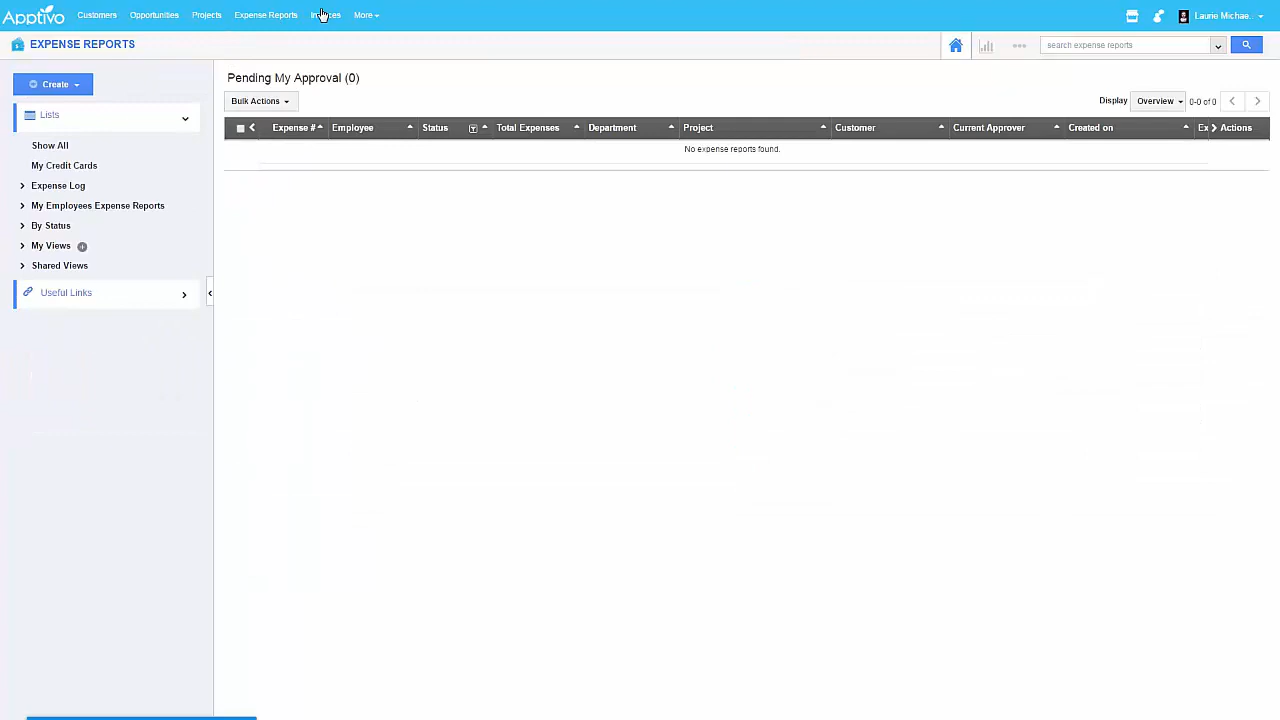 Apptivo Customers Opportunities Projects Expense Reports More Laurie Michae..
EXPENSE REPORTS search expense reports
Create
Lists
Show All
My Credit Cards
Expense Log
My Employees Expense Reports
By Status
My Views
Shared Views
Useful Links
Pending My Approval (0)
Bulk Actions Display Overview 0-0 of 0
Expense # Employee Status Total Expenses Department Project Customer Current Approver Created on Ex Actions
No expense reports found.